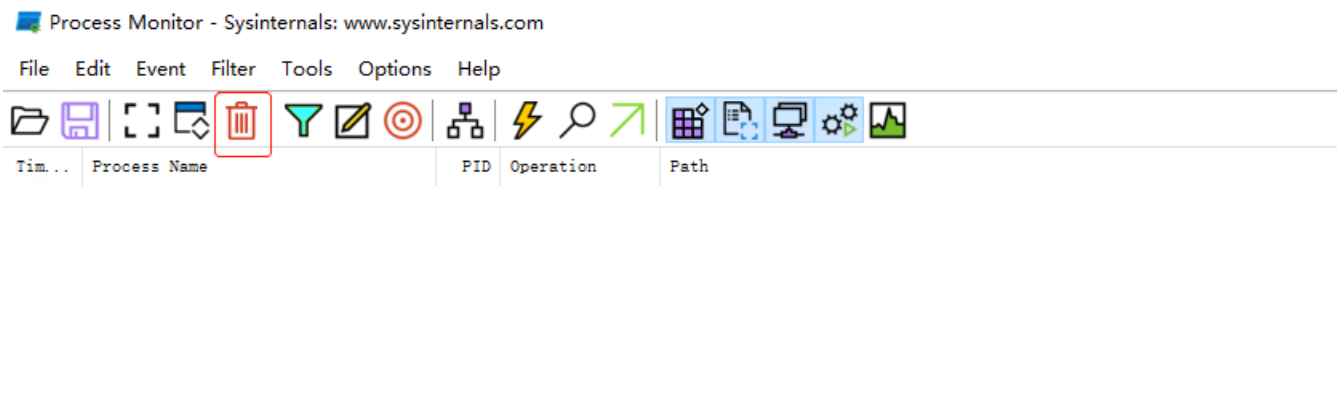 Process Monitor - Sysinternals: www.sysinternals.com
File Edit Event Filter Tools Options Help
Tim... Process Name PID Operation Path